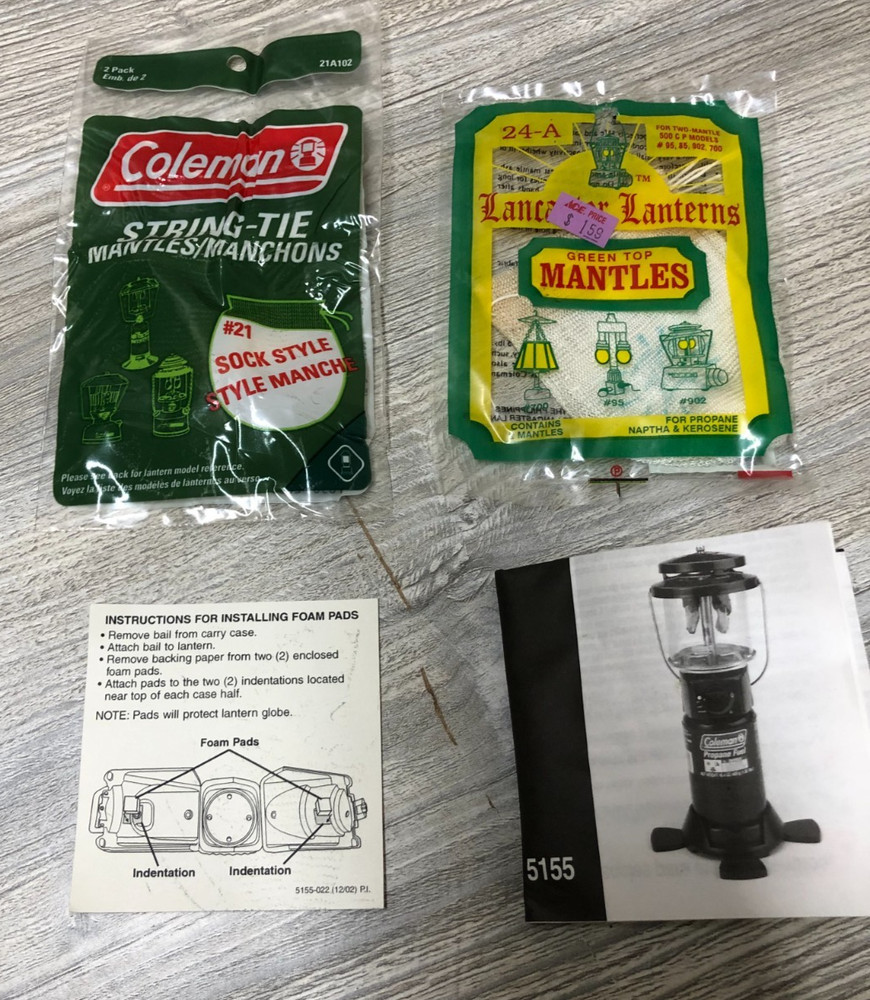 2 Pack
Emb. de 2
21A102
Coleman
STRING-TIE
MANTLES/MANCHONS
#21
SOCK STYLE
STYLE MANCHE
Please see back for lantern model reference.
Voyez la liste des modèles de lanternes au verso.
24-A
FOR TWO-MANTLE
500 C P MODELS
# 95, 85, 902, 700
TM
Lancaster Lanterns
PRICE
$ 1.59
GREEN TOP
MANTLES
#95
#902
CONTAINS
MANTLES
FOR PROPANE
NAPTHA & KEROSENE
INSTRUCTIONS FOR INSTALLING FOAM PADS
• Remove bail from carry case.
• Attach bail to lantern.
• Remove backing paper from two (2) enclosed
foam pads.
• Attach pads to the two (2) indentations located
near top of each case half.
NOTE: Pads will protect lantern globe.
Foam Pads
Indentation
Indentation
5155-022 (12/02) P.I.
Coleman
Propane Fuel
5155